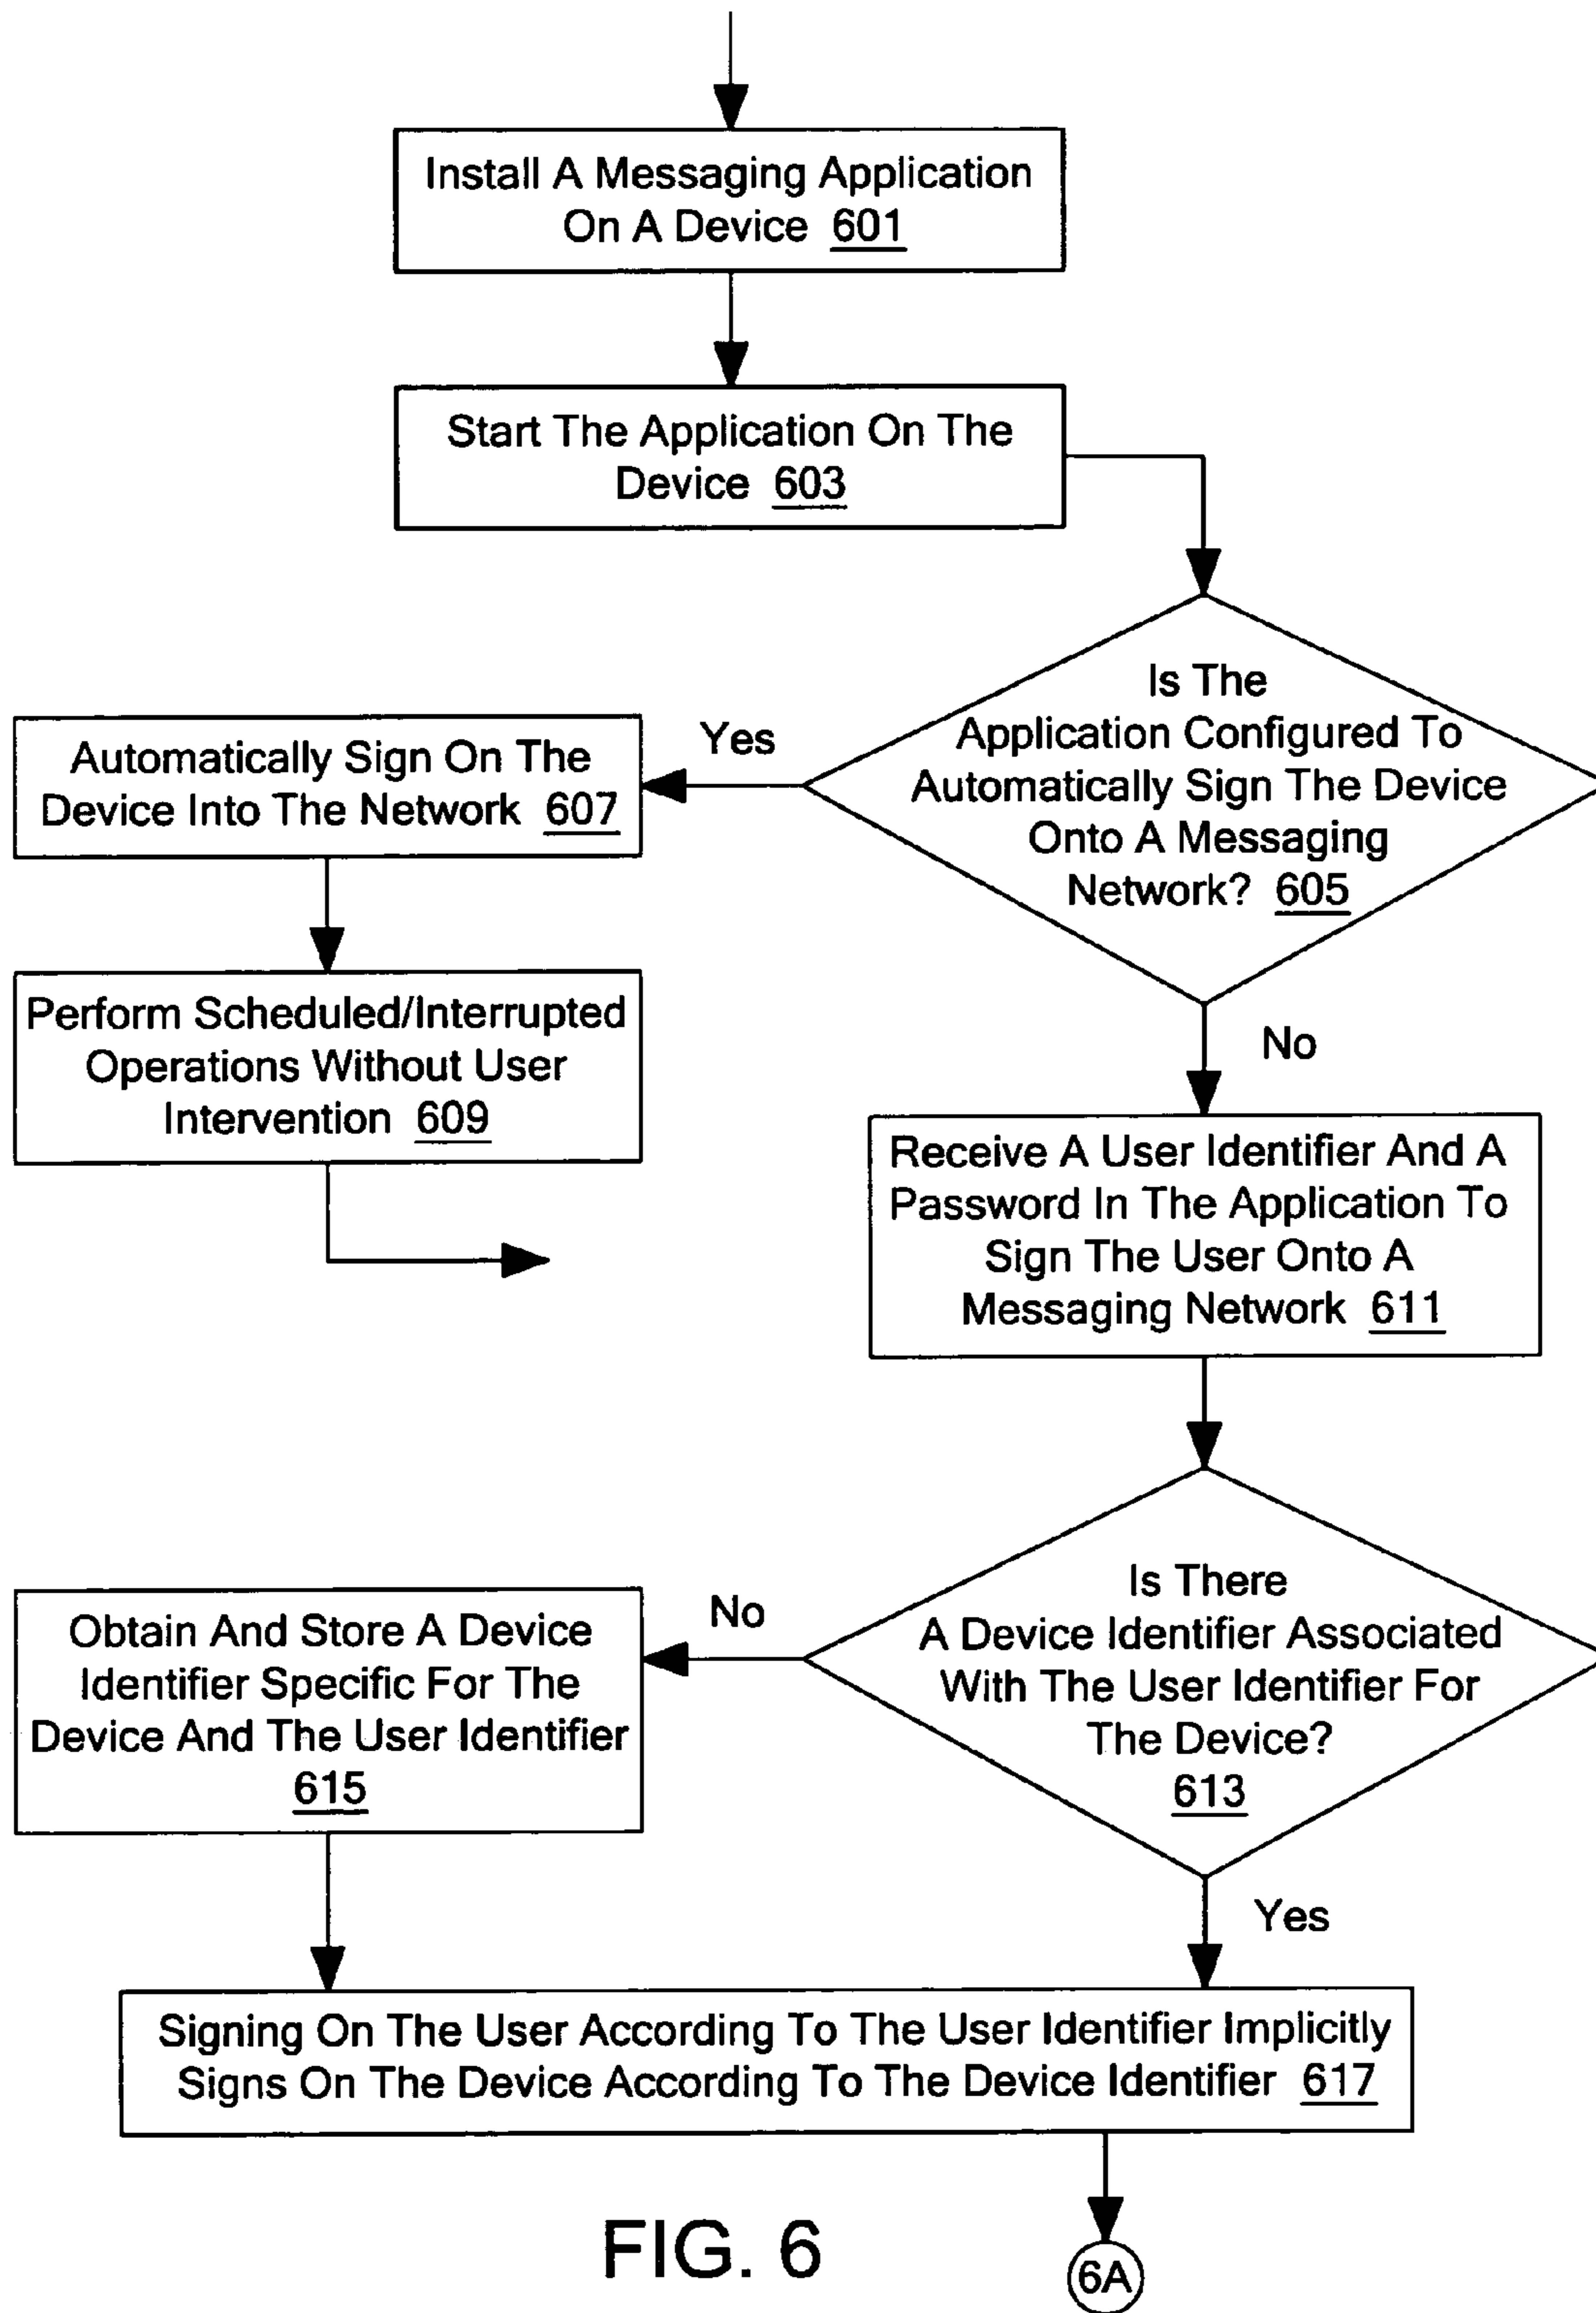 Install A Messaging Application
On A Device 601
Start The Application On The
Device 603
Is The
Application Configured To
Automatically Sign The Device
Onto A Messaging
Network? 605
Yes
Automatically Sign On The
Device Into The Network 607
Perform Scheduled/Interrupted
Operations Without User
Intervention 609
No
Receive A User Identifier And A
Password In The Application To
Sign The User Onto A
Messaging Network 611
Is There
A Device Identifier Associated
With The User Identifier For
The Device?
613
No
Obtain And Store A Device
Identifier Specific For The
Device And The User Identifier
615
Yes
Signing On The User According To The User Identifier Implicitly
Signs On The Device According To The Device Identifier 617
FIG. 6
6A